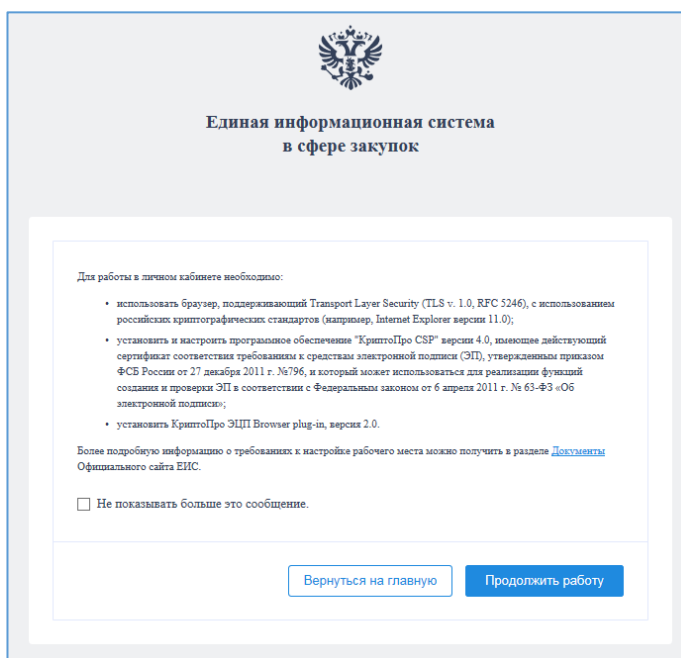 Единая информационная система
в сфере закупок
Для работы в личном кабинете необходимо:
• использовать браузер, поддерживающий Transport Layer Security (TLS v. 1.0, RFC 5246), с использованием
российских криптографических стандартов (например, Internet Explorer версии 11.0);
• установить и настроить программное обеспечение "КриптоПро CSP" версии 4.0, имеющее действующий
сертификат соответствия требованиям к средствам электронной подписи (ЭП), утвержденным приказом
ФСБ России от 27 декабря 2011 г. №796, и который может использоваться для реализации функций
создания и проверки ЭП в соответствии с Федеральным законом от 6 апреля 2011 г. № 63-ФЗ «Об
электронной подписи»;
• установить КриптоПро ЭЦП Browser plug-in, версия 2.0.
Более подробную информацию о требованиях к настройке рабочего места можно получить в разделе Документы
Официального сайта ЕИС.
Не показывать больше это сообщение.
Вернуться на главную
Продолжить работу